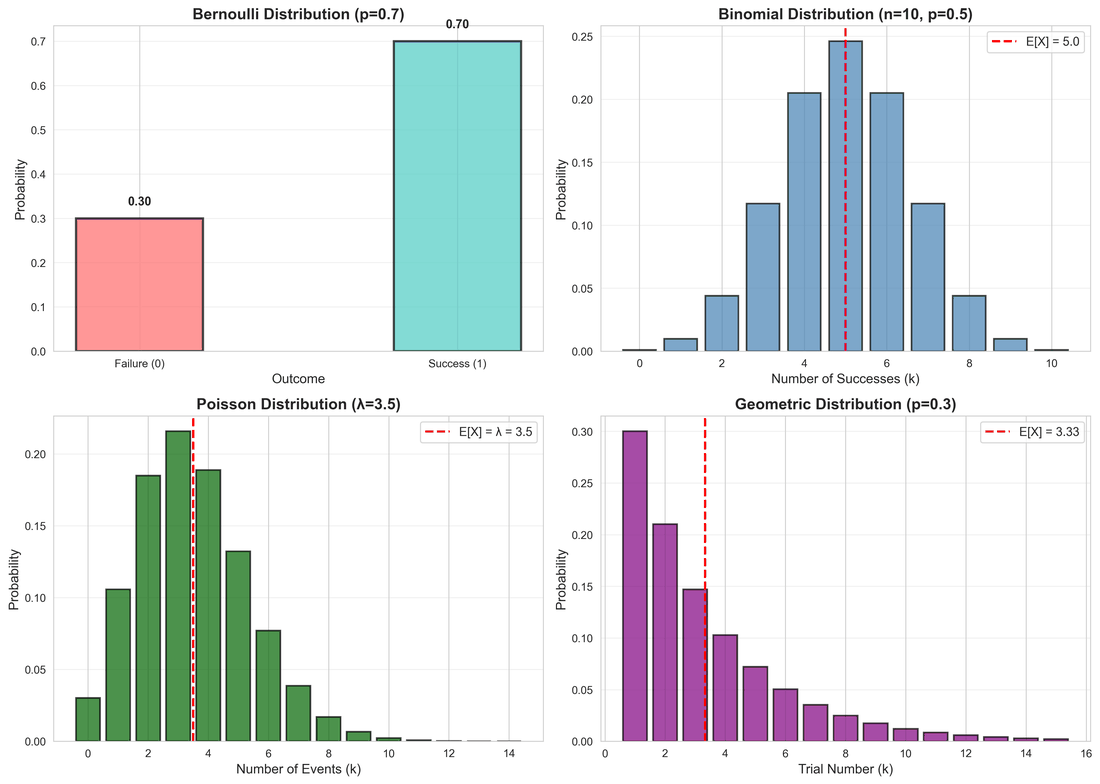 Bernoulli Distribution (p=0.7)
0.70
0.30
0.7
0.6
0.5
0.4
0.3
0.2
0.1
0.0
Probability
Failure (0) Success (1)
Outcome
Binomial Distribution (n=10, p=0.5)
E[X] = 5.0
0.25
0.20
0.15
0.10
0.05
0.00
Probability
0 2 4 6 8 10
Number of Successes (k)
Poisson Distribution (λ=3.5)
E[X] = λ = 3.5
0.20
0.15
0.10
0.05
0.00
Probability
0 2 4 6 8 10 12 14
Number of Events (k)
Geometric Distribution (p=0.3)
E[X] = 3.33
0.30
0.25
0.20
0.15
0.10
0.05
0.00
Probability
0 2 4 6 8 10 12 14 16
Trial Number (k)